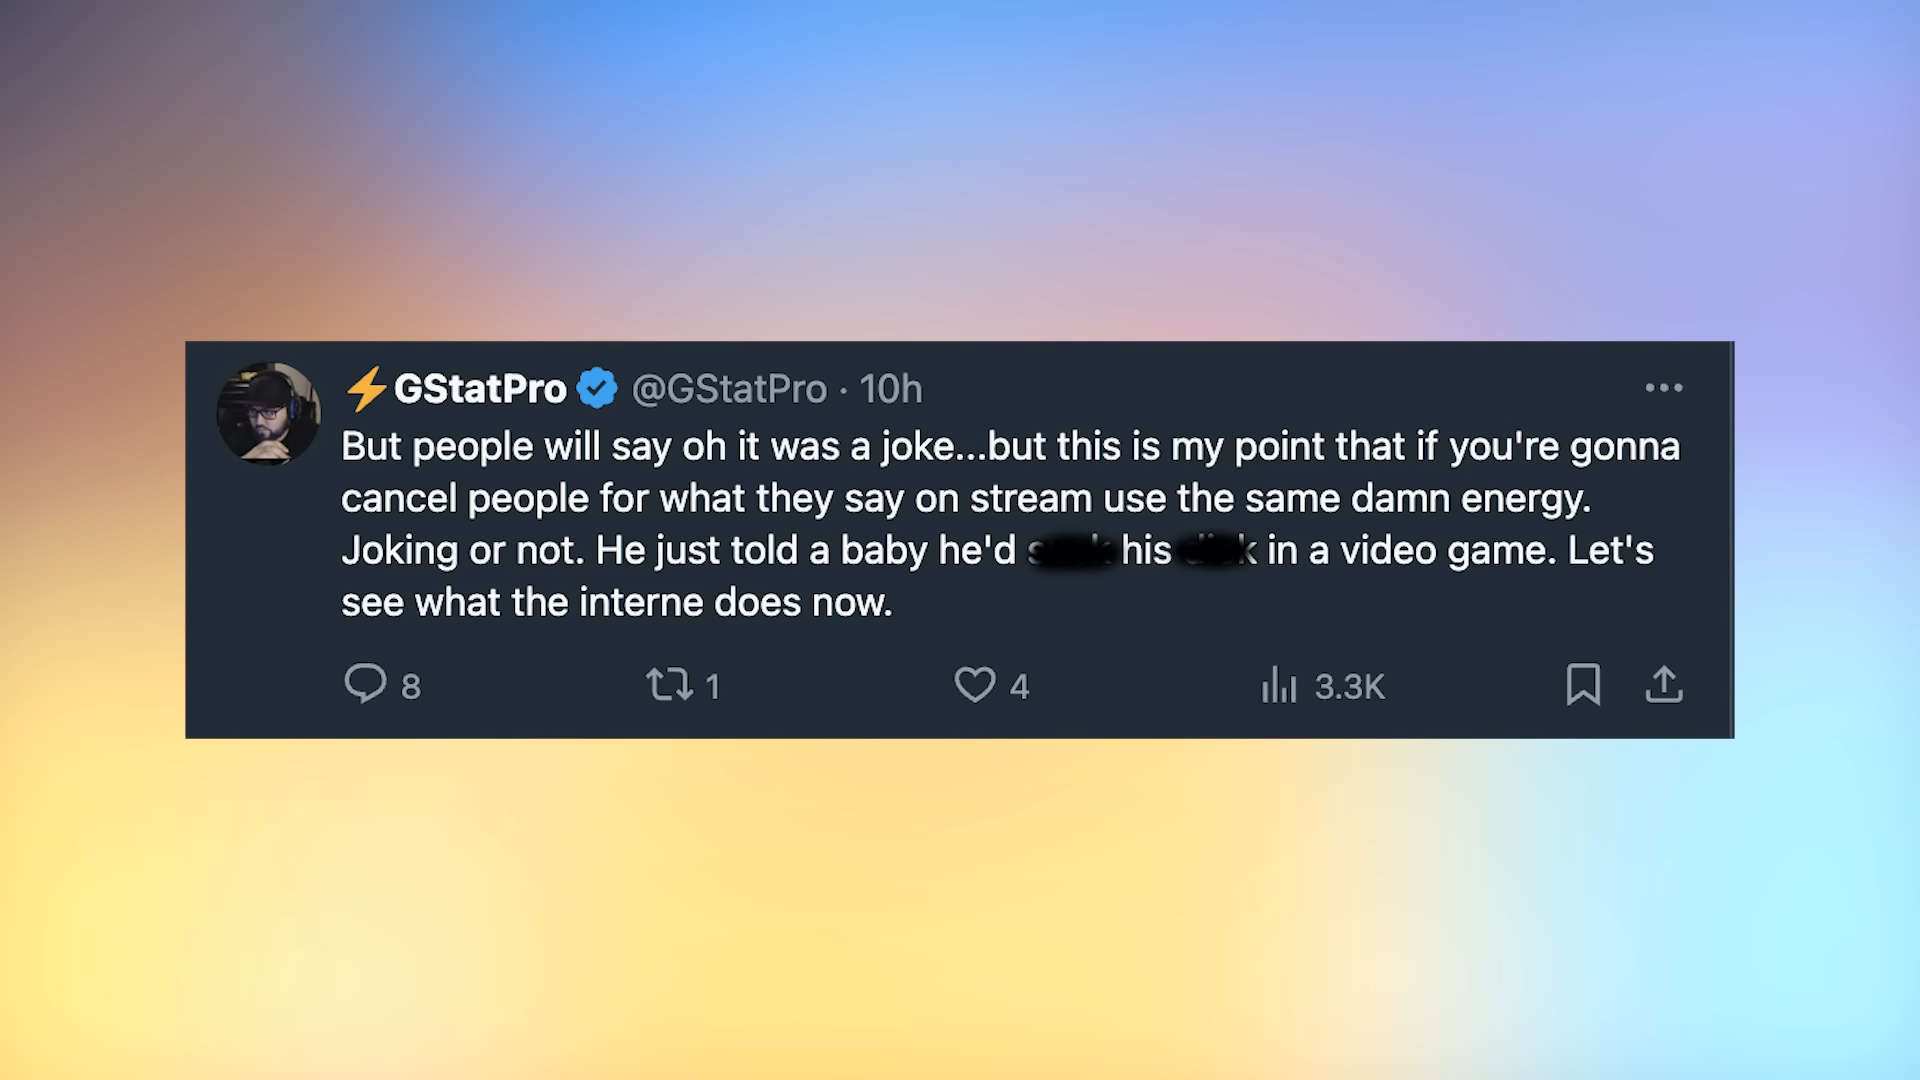 ⚡GStatPro @GStatPro · 10h
But people will say oh it was a joke...but this is my point that if you're gonna
cancel people for what they say on stream use the same damn energy.
Joking or not. He just told a baby he'd his in a video game. Let's
see what the interne does now.
8 1 4 3.3K